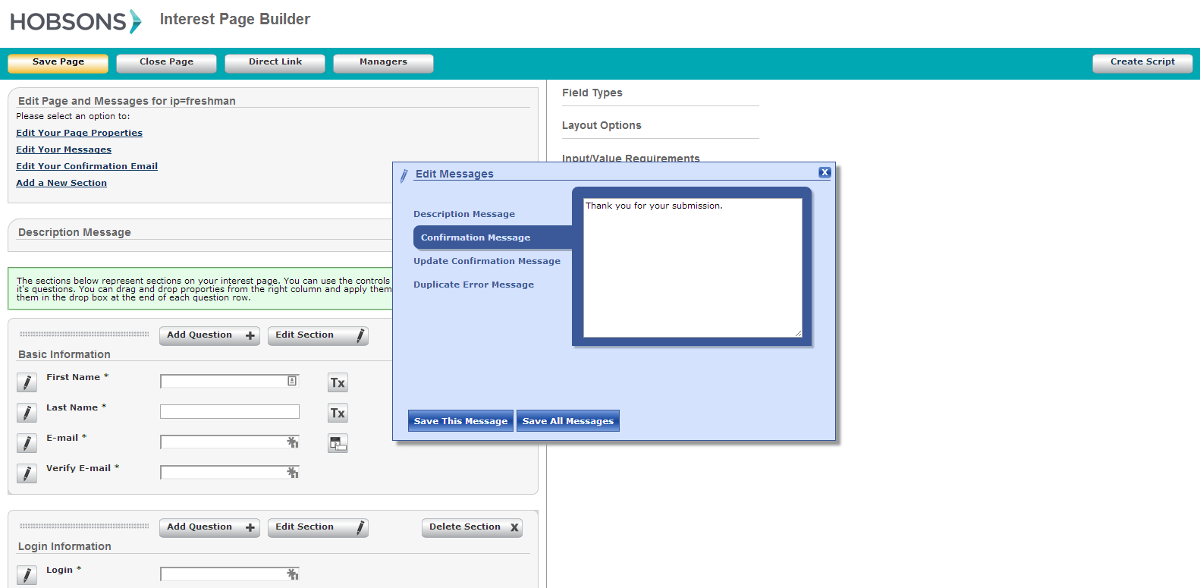 HOBSONS
Interest Page Builder
Save Page
Close Page
Direct Link
Managers
Create Script
Edit Page and Messages for ip=freshman
Please select an option to:
Edit Your Page Properties
Edit Your Messages
Edit Your Confirmation Email
Add a New Section
Field Types
Layout Options
Input/Value Requirements
Edit Messages
X
Description Message
Confirmation Message
Update Confirmation Message
Duplicate Error Message
Thank you for your submission.
Save This Message
Save All Messages
Description Message
The sections below represent sections on your interest page. You can use the controls
it's questions. You can drag and drop proporties from the right column and apply them
them in the drop box at the end of each question row.
Add Question +
Edit Section
Basic Information
First Name *
Tx
Last Name *
Tx
E-mail *
Verify E-mail *
Add Question +
Edit Section
Delete Section X
Login Information
Login *